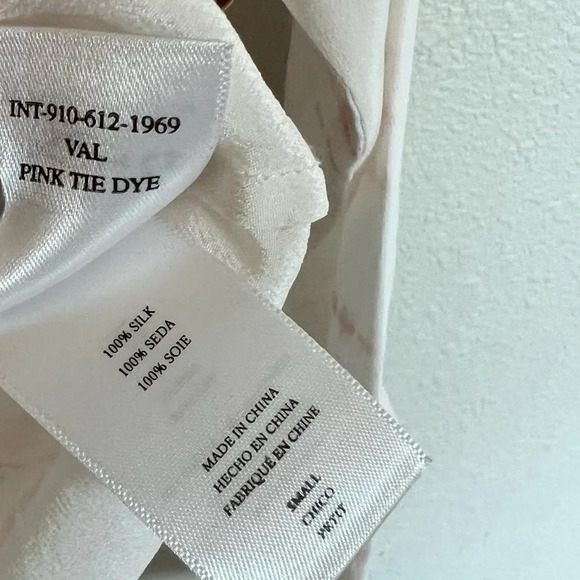 INT-910-612-1969
VAL
PINK TIE DYE
100% SILK
100% SEDA
100% SOIE
MADE IN CHINA
HECHO EN CHINA
FABRIQUÉ EN CHINE
SMALL
CHICO
PETIT